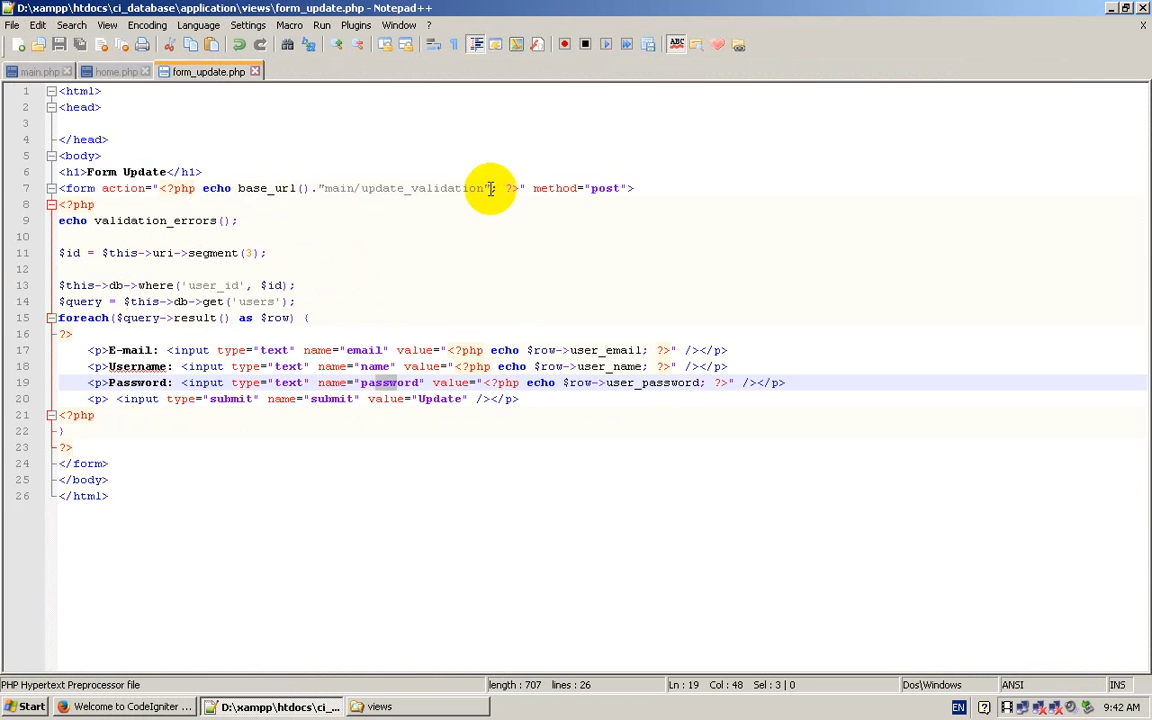 D:\xampp\htdocs\ci_database\application\views\form_update.php - Notepad++
File Edit Search View Encoding Language Settings Macro Run Plugins Window ? X
main.php home.php form_update.php
1 <html>
2 <head>
3
4 </head>
5 <body>
6 <h1>Form Update</h1>
7 <form action="<?php echo base_url()."main/update_validation"; ?>" method="post">
8 <?php
9 echo validation_errors();
10
11 $id = $this->uri->segment(3);
12
13 $this->db->where('user_id', $id);
14 $query = $this->db->get('users');
15 foreach($query->result() as $row) {
16 ?>
17 <p>E-mail: <input type="text" name="email" value="<?php echo $row->user_email; ?>" /></p>
18 <p>Username: <input type="text" name="name" value="<?php echo $row->user_name; ?>" /></p>
19 <p>Password: <input type="text" name="password" value="<?php echo $row->user_password; ?>" /></p>
20 <p> <input type="submit" name="submit" value="Update" /></p>
21 <?php
22 }
23 ?>
24 </form>
25 </body>
26 </html>
PHP Hypertext Preprocessor file length : 707 lines : 26 Ln : 19 Col : 48 Sel : 3 | 0 Dos\Windows ANSI INS
Start Welcome to CodeIgniter ... D:\xampp\htdocs\ci_... views EN 9:42 AM